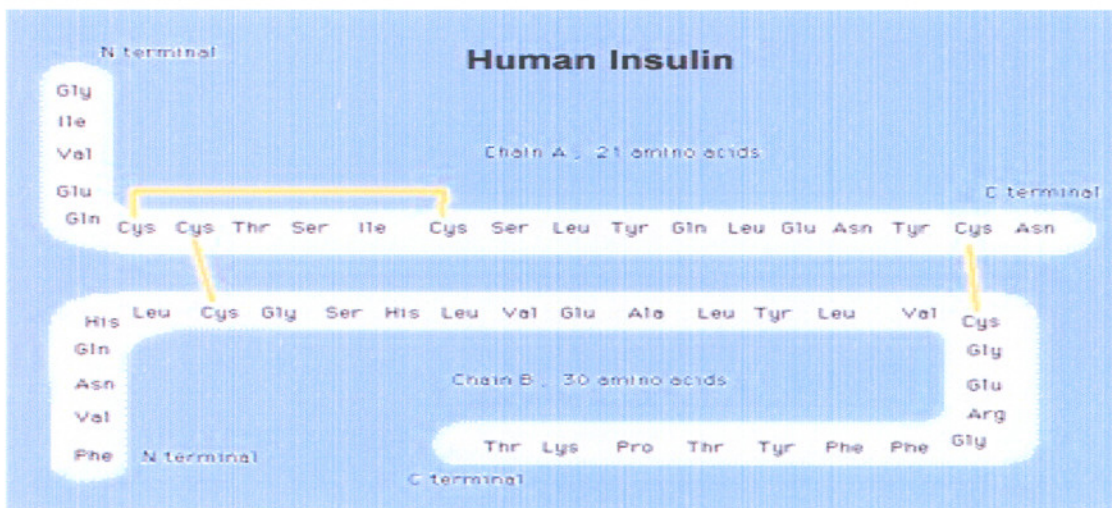 N terminal
Human Insulin
Gly
Ile
Val
Chain A , 21 amino acids
Glu
C terminal
Gln Cys Cys Thr Ser Ile Cys Ser Leu Tyr Gln Leu Glu Asn Tyr Cys Asn
His Leu Cys Gly Ser His Leu Val Glu Ala Leu Tyr Leu Val Cys
Gln
Gly
Asn
Chain B , 30 amino acids
Glu
Val
Arg
Phe
N terminal
Thr Lys Pro Thr Tyr Phe Phe Gly
C terminal